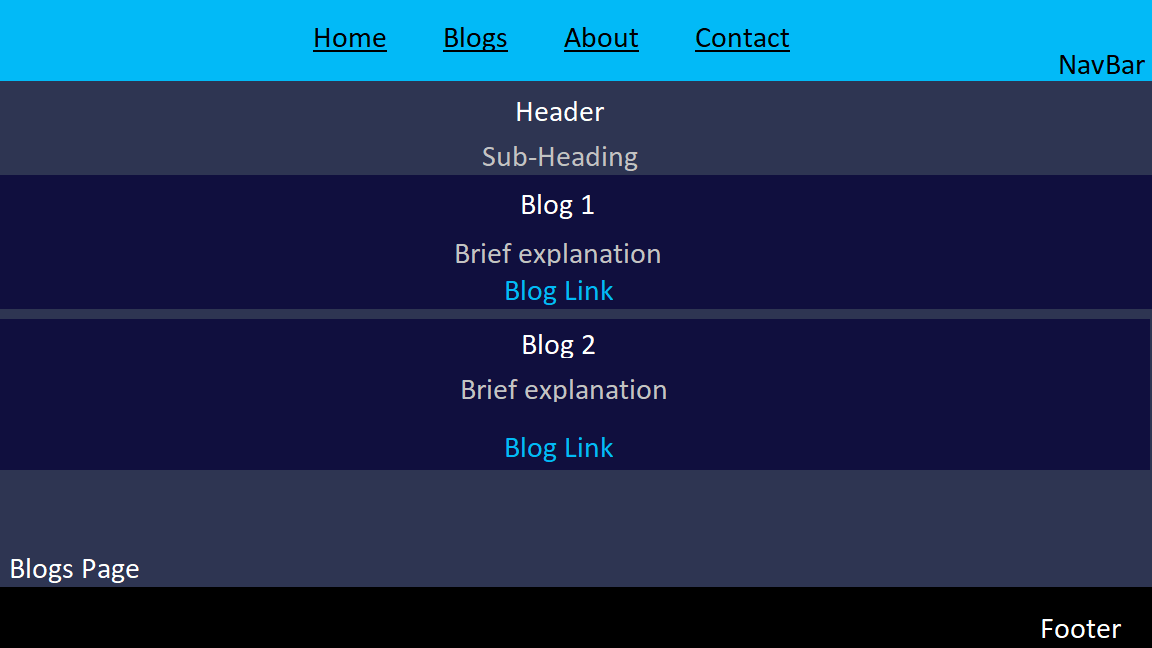 Home Blogs About Contact
NavBar
Header
Sub-Heading
Blog 1
Brief explanation
Blog Link
Blog 2
Brief explanation
Blog Link
Blogs Page
Footer